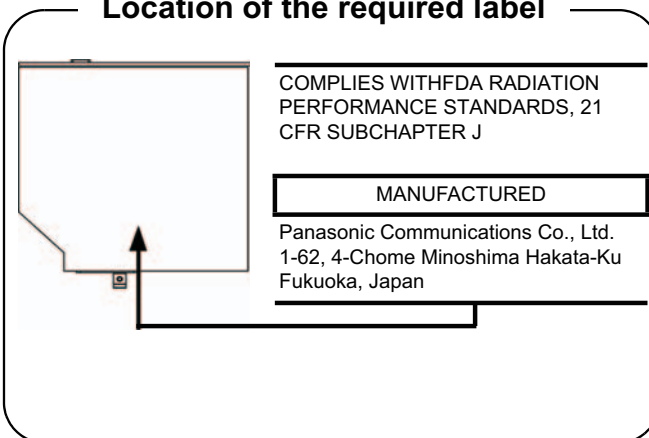 Location of the required label
COMPLIES WITHFDA RADIATION
PERFORMANCE STANDARDS, 21
CFR SUBCHAPTER J
MANUFACTURED
Panasonic Communications Co., Ltd.
1-62, 4-Chome Minoshima Hakata-Ku
Fukuoka, Japan